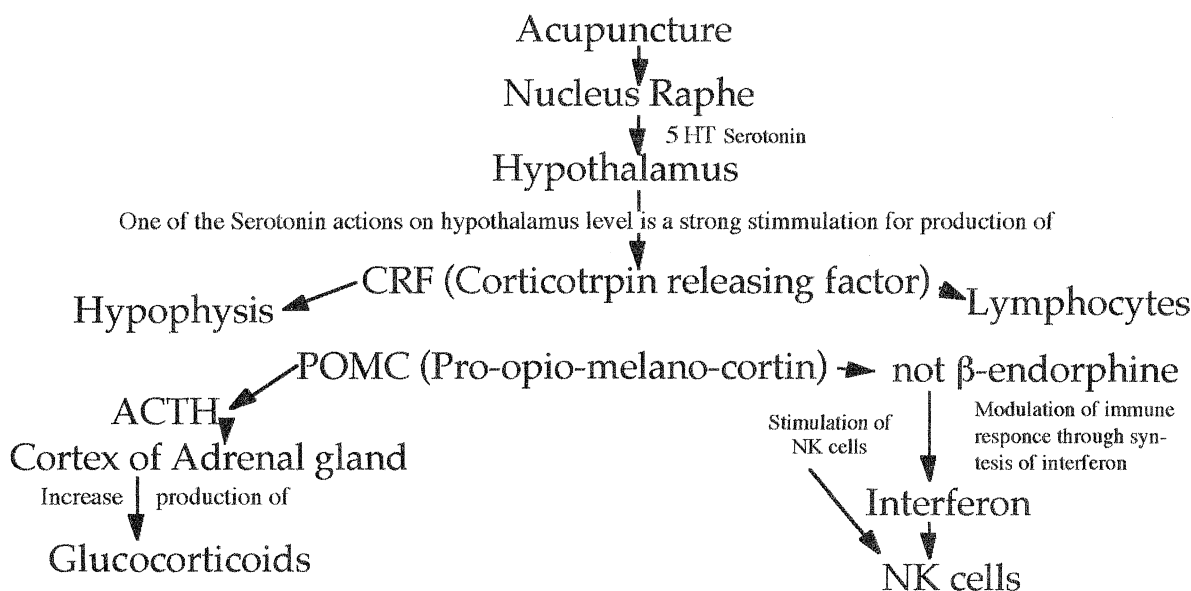 Acupuncture
Nucleus Raphe
5 HT Serotonin
Hypothalamus
One of the Serotonin actions on hypothalamus level is a strong stimmulation for production of
CRF (Corticotrpin releasing factor)
Hypophysis
Lymphocytes
POMC (Pro-opio-melano-cortin)
not β-endorphine
ACTH
Cortex of Adrenal gland
Increase production of
Glucocorticoids
Stimulation of
NK cells
Modulation of immune
responce through syn-
tesis of interferon
Interferon
NK cells